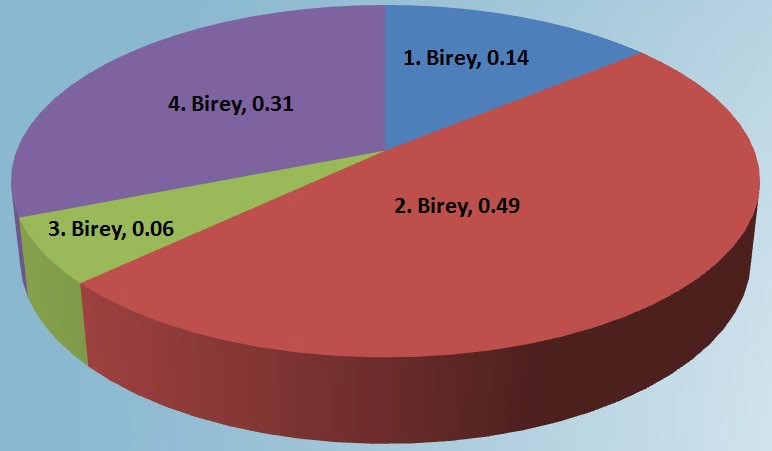 1. Birey, 0.14
4. Birey, 0.31
2. Birey, 0.49
3. Birey, 0.06